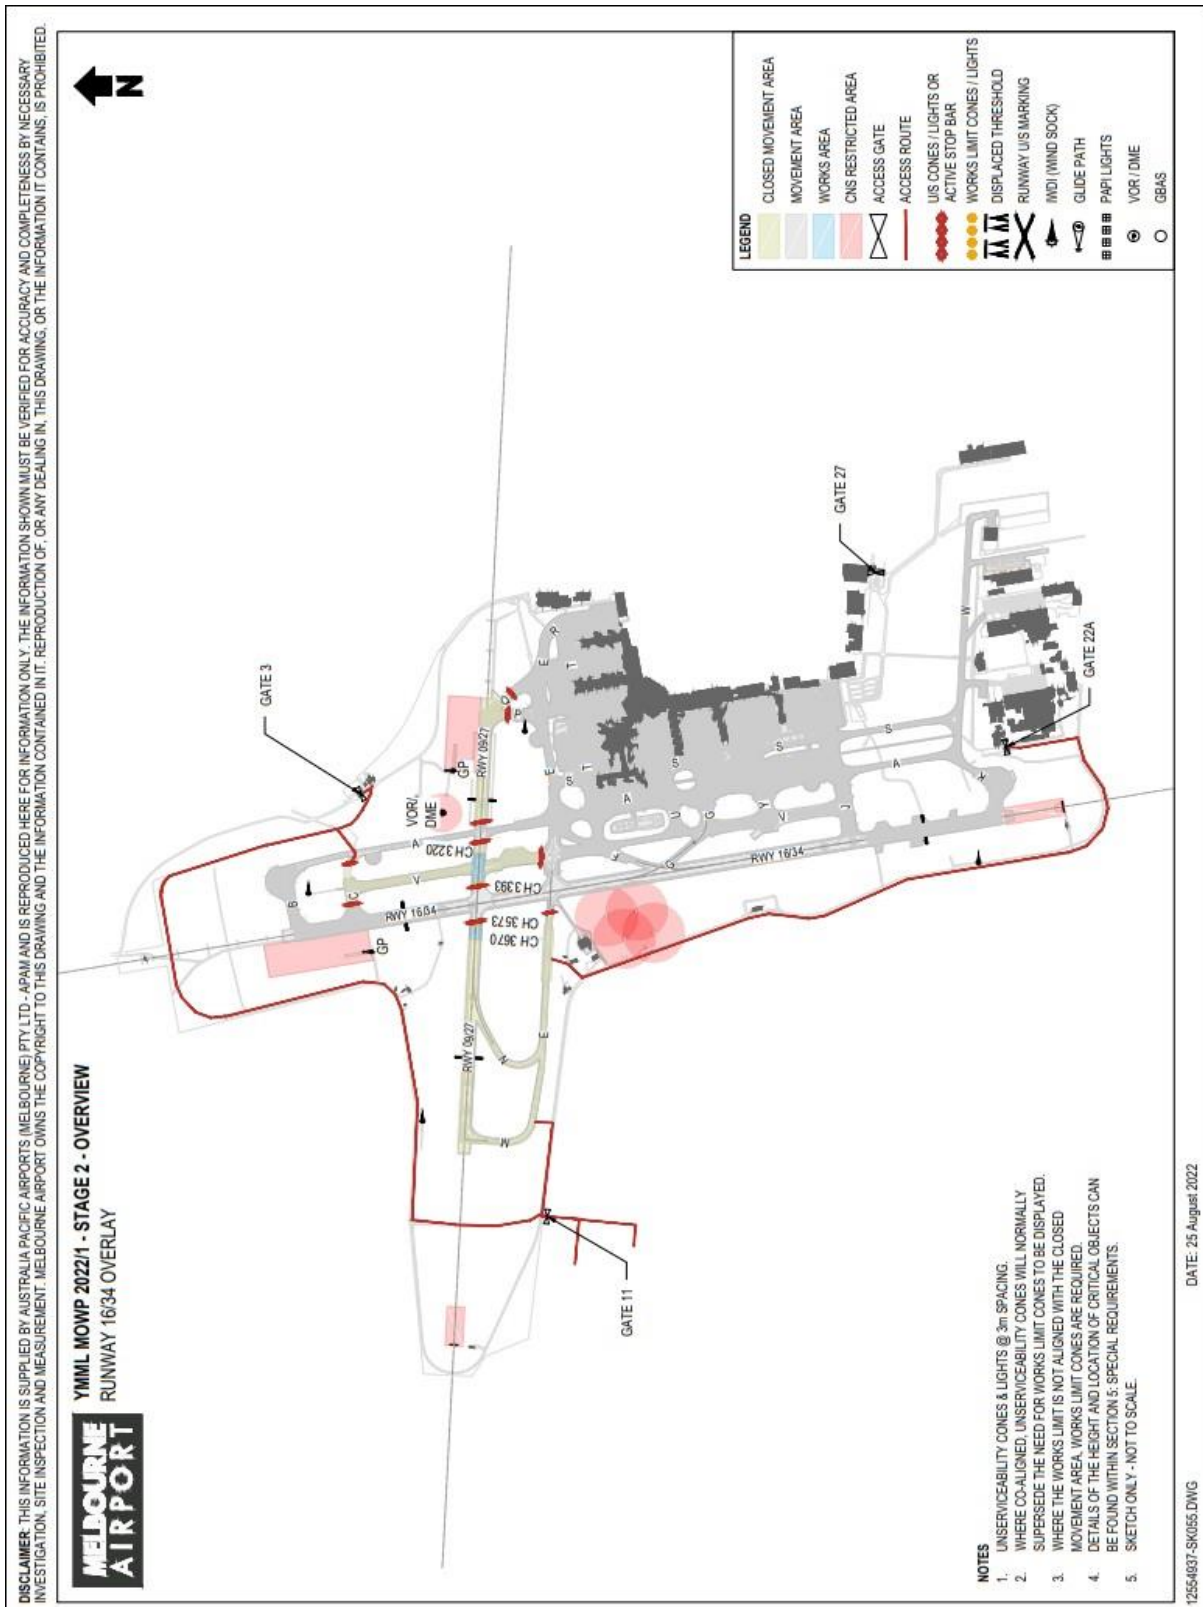 DISCLAIMER: THIS INFORMATION IS SUPPLIED BY AUSTRALIA PACIFIC AIRPORTS (MELBOURNE) PTY LTD - APAM AND IS REPRODUCED HERE FOR INFORMATION ONLY. THE INFORMATION SHOWN MUST BE VERIFIED FOR ACCURACY AND COMPLETENESS BY NECESSARY
INVESTIGATION, SITE INSPECTION AND MEASUREMENT. MELBOURNE AIRPORT OWNS THE COPYRIGHT TO THIS DRAWING AND THE INFORMATION CONTAINED IN IT. REPRODUCTION OF, OR ANY DEALING IN, THIS DRAWING, OR THE INFORMATION IT CONTAINS, IS PROHIBITED.
MELBOURNE
AIRPORT
YMML MOWP 2022/1 - STAGE 2 - OVERVIEW
RUNWAY 16/34 OVERLAY
N
GATE 3
VOR/
DME
GP
GP
RWY 09/27
RWY 09/27
RWY 16/34
RWY 16/34
CH 3220
CH 3393
CH 3573
CH 3670
A
B
C
V
M
N
E
E
E
R
T
P
Q
T
S
A
U
S
G
Y
V
F
G
S
J
A
S
K
W
GATE 11
GATE 27
GATE 22A
LEGEND
CLOSED MOVEMENT AREA
MOVEMENT AREA
WORKS AREA
CNS RESTRICTED AREA
ACCESS GATE
ACCESS ROUTE
U/S CONES / LIGHTS OR
ACTIVE STOP BAR
WORKS LIMIT CONES / LIGHTS
DISPLACED THRESHOLD
RUNWAY U/S MARKING
IWDI (WIND SOCK)
GLIDE PATH
PAPI LIGHTS
VOR / DME
GBAS
NOTES
1. UNSERVICEABILITY CONES & LIGHTS @ 3m SPACING.
2. WHERE CO-ALIGNED, UNSERVICEABILITY CONES WILL NORMALLY
SUPERSEDE THE NEED FOR WORKS LIMIT CONES TO BE DISPLAYED.
3. WHERE THE WORKS LIMIT IS NOT ALIGNED WITH THE CLOSED
MOVEMENT AREA, WORKS LIMIT CONES ARE REQUIRED.
4. DETAILS OF THE HEIGHT AND LOCATION OF CRITICAL OBJECTS CAN
BE FOUND WITHIN SECTION 5: SPECIAL REQUIREMENTS.
5. SKETCH ONLY - NOT TO SCALE.
12554937-SK055.DWG
DATE: 25 August 2022